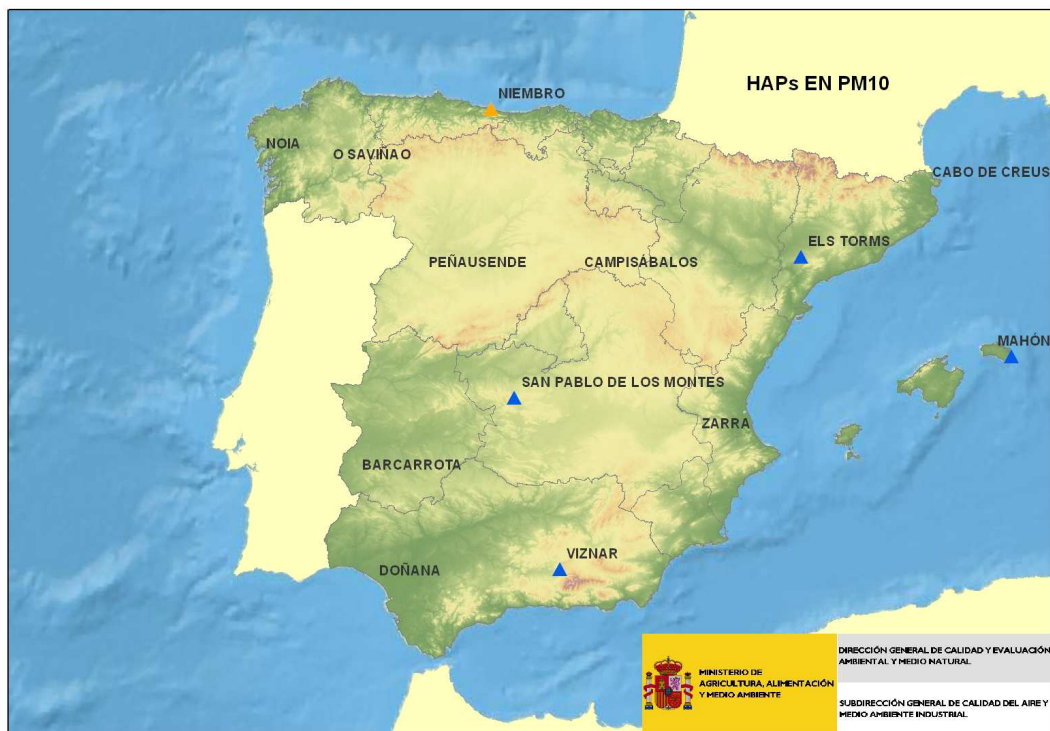 HAPs EN PM10
NIEMBRO
NOIA
O SAVIÑAO
CABO DE CREUS
ELS TORMS
PEÑAUSENDE
CAMPISÁBALOS
MAHÓN
SAN PABLO DE LOS MONTES
ZARRA
BARCARROTA
VIZNAR
DOÑANA
MINISTERIO DE
AGRICULTURA, ALIMENTACIÓN
Y MEDIO AMBIENTE
DIRECCIÓN GENERAL DE CALIDAD Y EVALUACIÓN
AMBIENTAL Y MEDIO NATURAL
SUBDIRECCIÓN GENERAL DE CALIDAD DEL AIRE Y
MEDIO AMBIENTE INDUSTRIAL